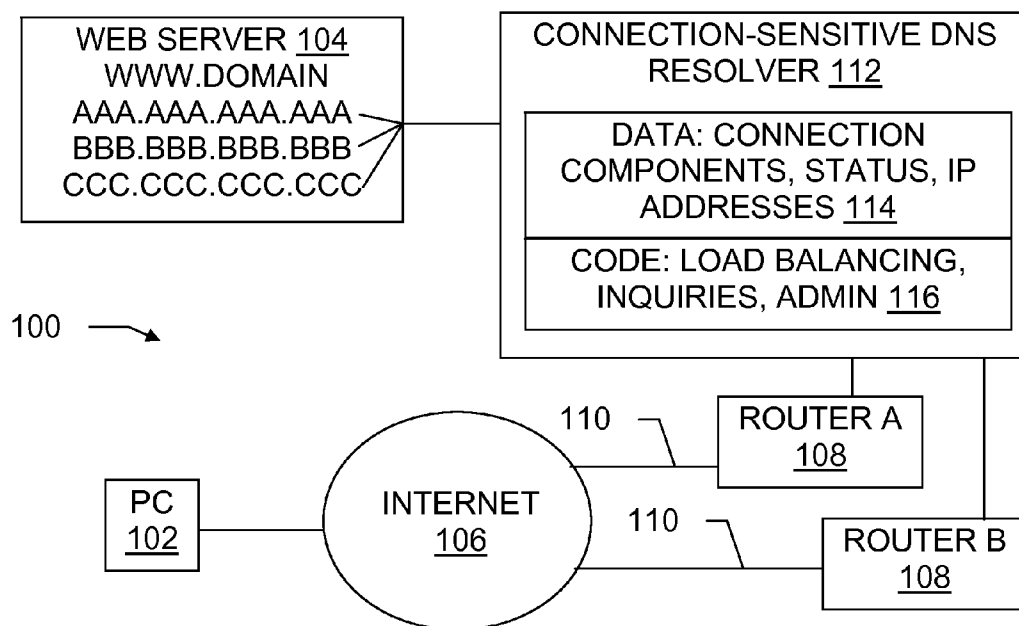 WEB SERVER 104
WWW.DOMAIN
AAA.AAA.AAA.AAA
BBB.BBB.BBB.BBB
CCC.CCC.CCC.CCC
CONNECTION-SENSITIVE DNS
RESOLVER 112
DATA: CONNECTION
COMPONENTS, STATUS, IP
ADDRESSES 114
CODE: LOAD BALANCING,
INQUIRIES, ADMIN 116
100
110
ROUTER A
108
PC
102
INTERNET
106
110
ROUTER B
108